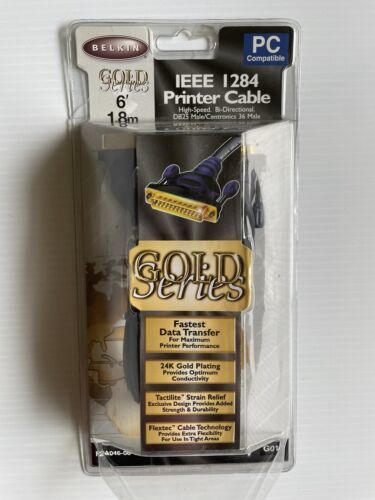 BELKIN
PC
Compatible
GOLD
Series
6'
1.8m
IEEE 1284
Printer Cable
High-Speed, Bi-Directional,
DB25 Male/Centronics 36 Male
GOLD
Series
Fastest
Data Transfer
For Maximum
Printer Performance
24K Gold Plating
Provides Optimum
Conductivity
Tactilite™ Strain Relief
Exclusive Design Provides Added
Strength & Durability
Flextec™ Cable Technology
Provides Extra Flexibility
For Use In Tight Areas